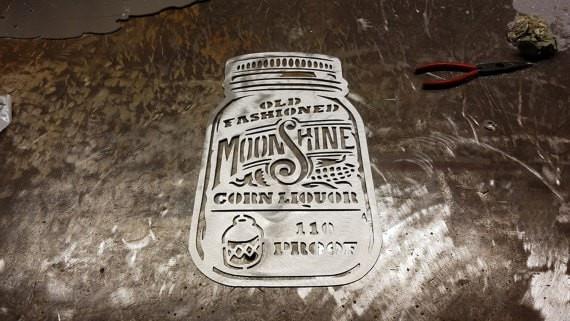 OLD
FASHIONED
MOONSHINE
CORN LIQUOR
110
PROOF